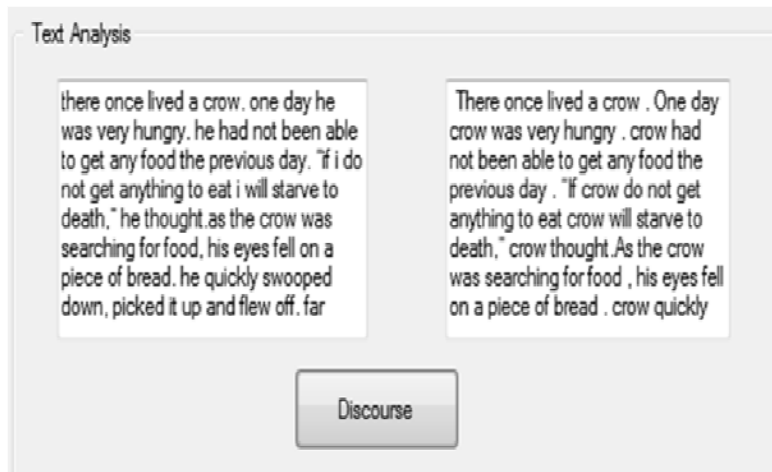 Text Analysis
there once lived a crow. one day he
was very hungry. he had not been able
to get any food the previous day. "if i do
not get anything to eat i will starve to
death," he thought.as the crow was
searching for food, his eyes fell on a
piece of bread. he quickly swooped
down, picked it up and flew off. far
There once lived a crow . One day
crow was very hungry . crow had
not been able to get any food the
previous day . "If crow do not get
anything to eat crow will starve to
death," crow thought.As the crow
was searching for food , his eyes fell
on a piece of bread . crow quickly
Discourse